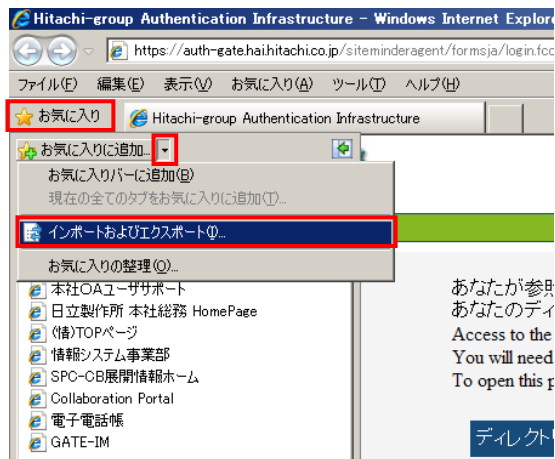 Hitachi-group Authentication Infrastructure - Windows Internet Explor
https://auth-gate.hai.hitachi.co.jp/siteminderagent/formsja/login.fcc
ファイル(F) 編集(E) 表示(V) お気に入り(A) ツール(T) ヘルプ(H)
お気に入り Hitachi-group Authentication Infrastructure
お気に入りに追加...
お気に入りバーに追加(B)
現在の全てのタブをお気に入りに追加(T)...
インポートおよびエクスポート(I)...
お気に入りの整理(O)...
本社OAユーザサポート
日立製作所 本社総務 HomePage
(情)TOPページ
情報システム事業部
SPC-CB展開情報ホーム
Collaboration Portal
電子電話帳
GATE-IM
あなたが参照
あなたのディ
Access to the
You will need
To open this p
ディレクト